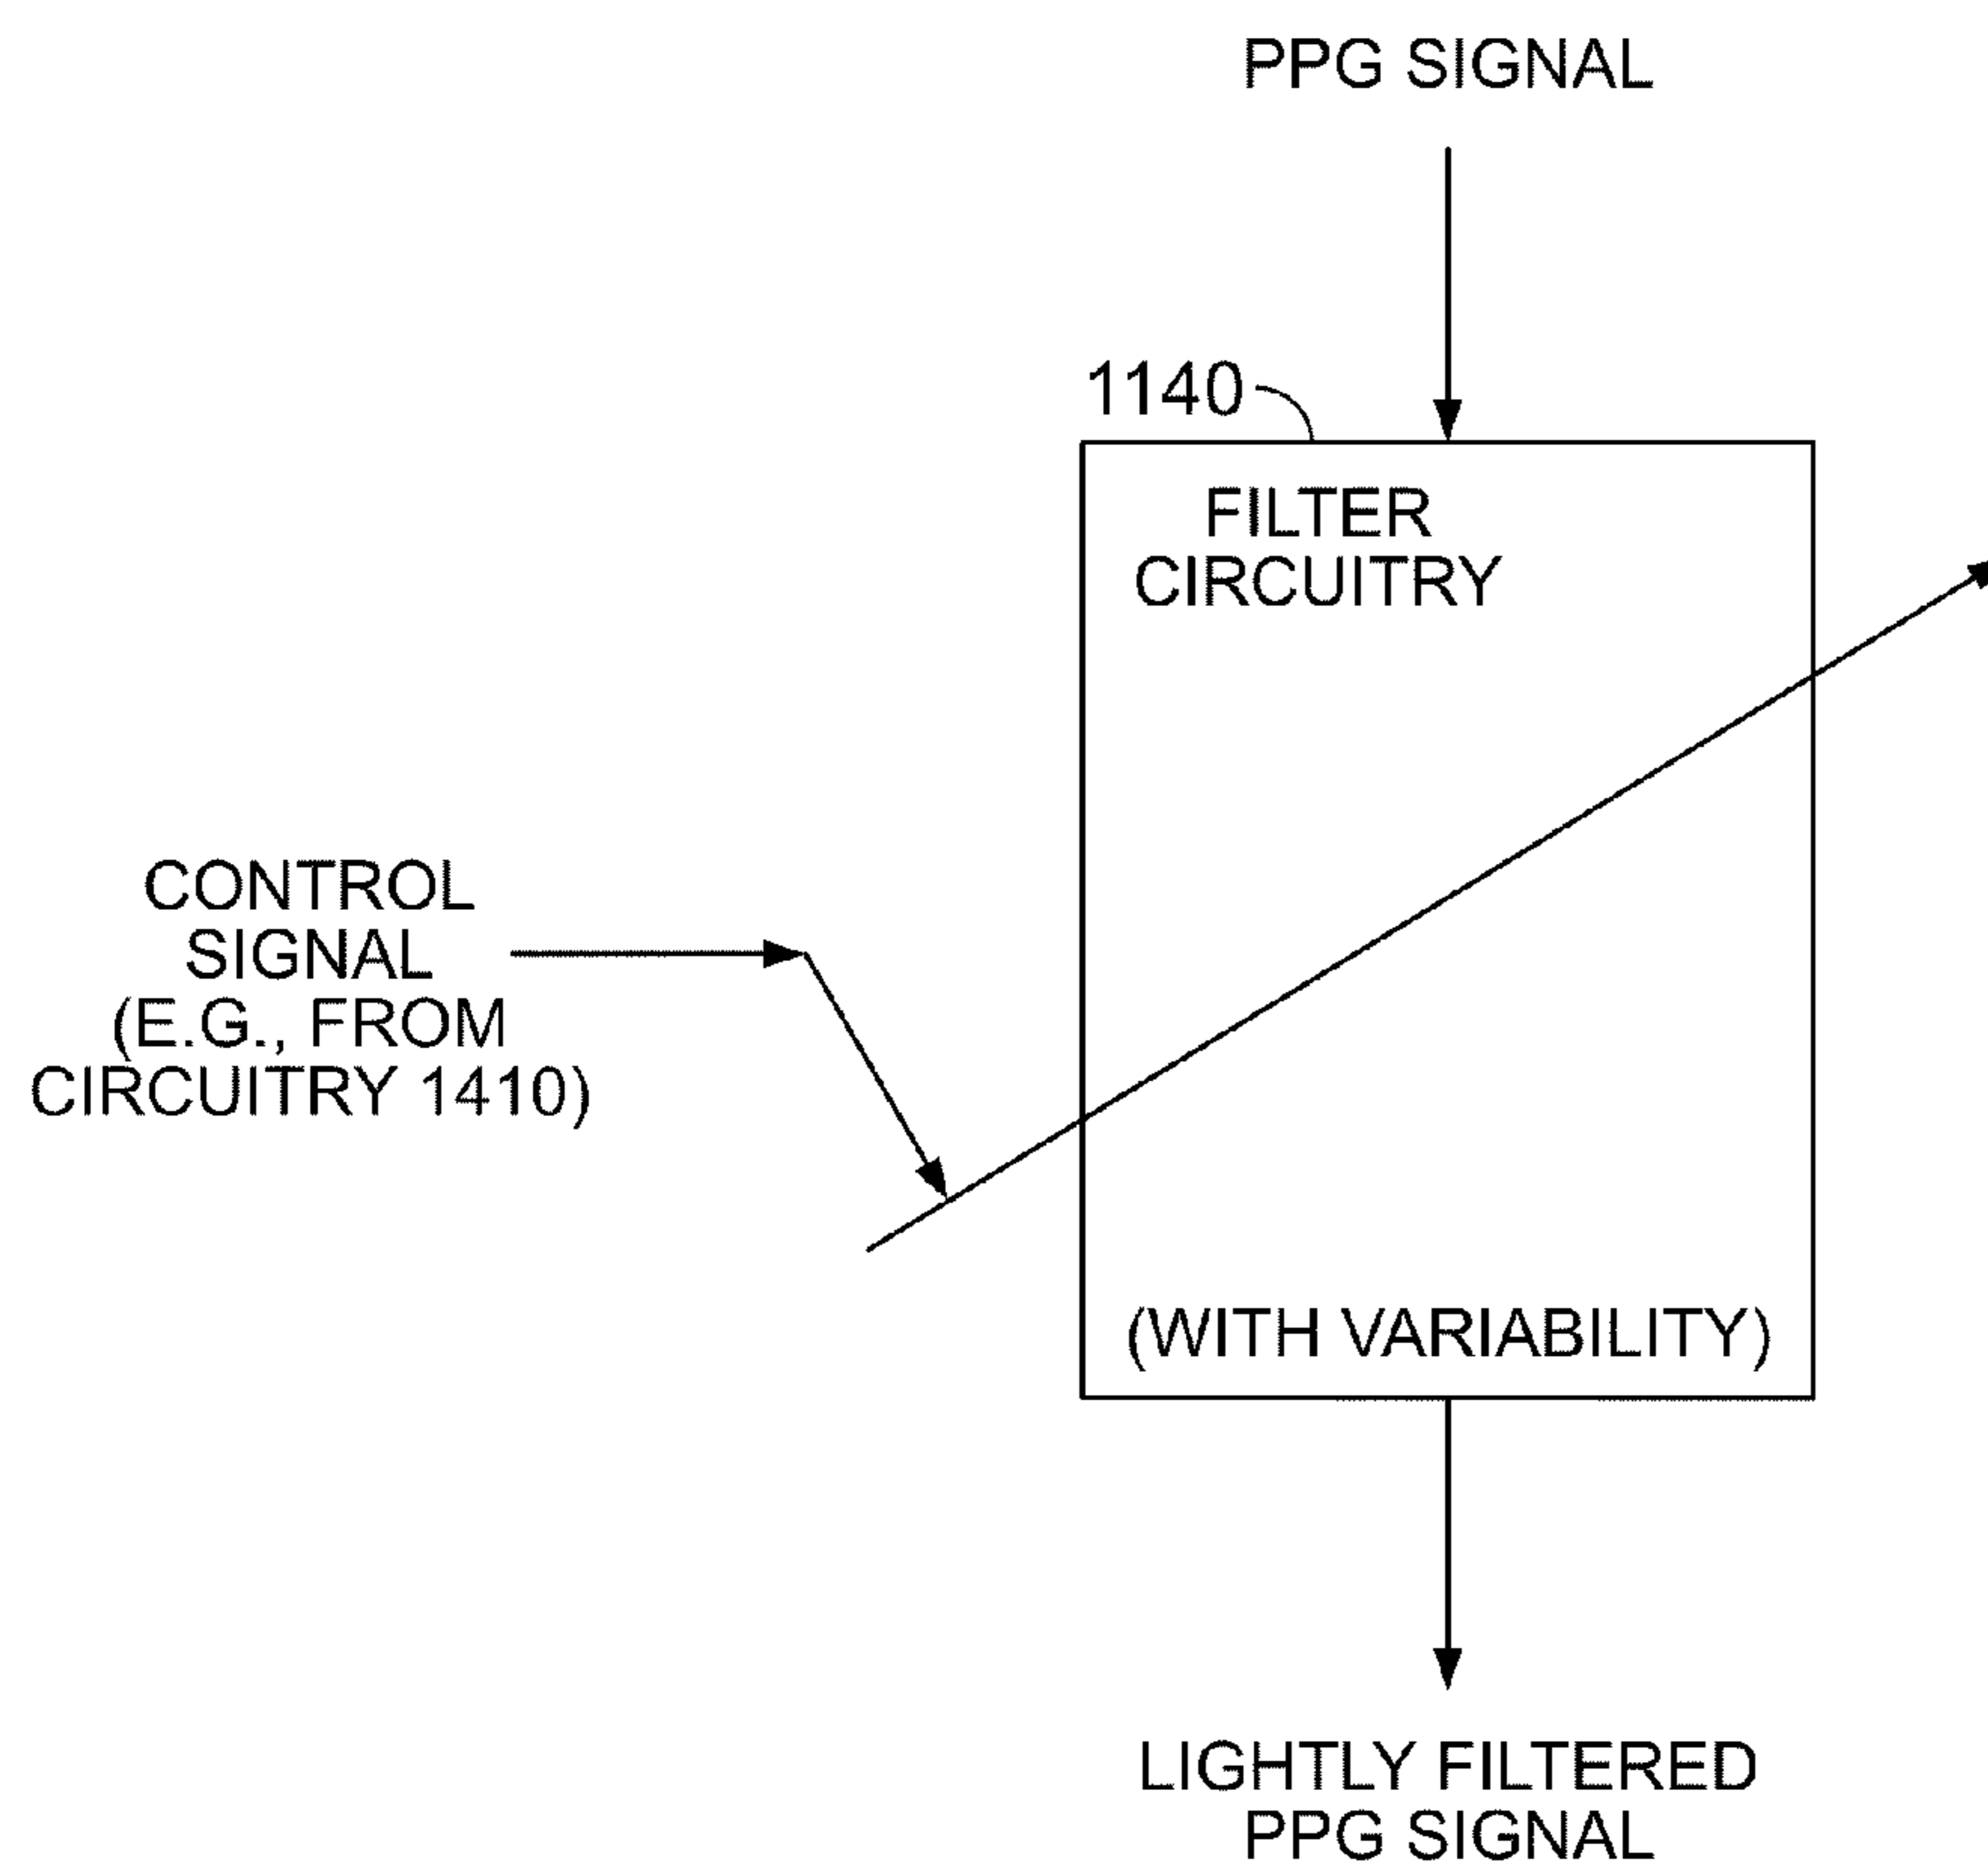 PPG SIGNAL
1140
FILTER
CIRCUITRY
CONTROL
SIGNAL
(E.G., FROM
CIRCUITRY 1410)
(WITH VARIABILITY)
LIGHTLY FILTERED
PPG SIGNAL